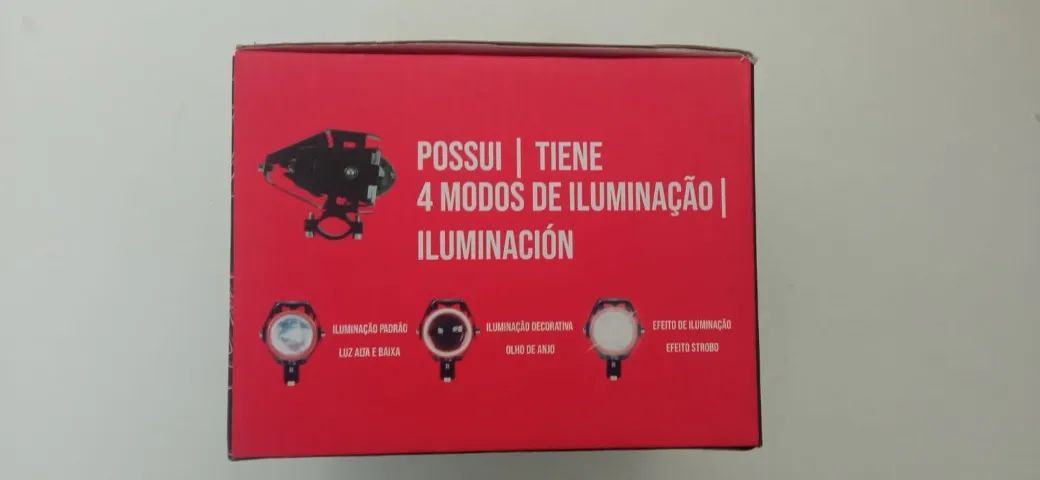 POSSUI | TIENE
4 MODOS DE ILUMINAÇÃO |
ILUMINACIÓN
ILUMINAÇÃO PADRÃO
LUZ ALTA E BAIXA
ILUMINAÇÃO DECORATIVA
OLHO DE ANJO
EFEITO DE ILUMINAÇÃO
EFEITO STROBO